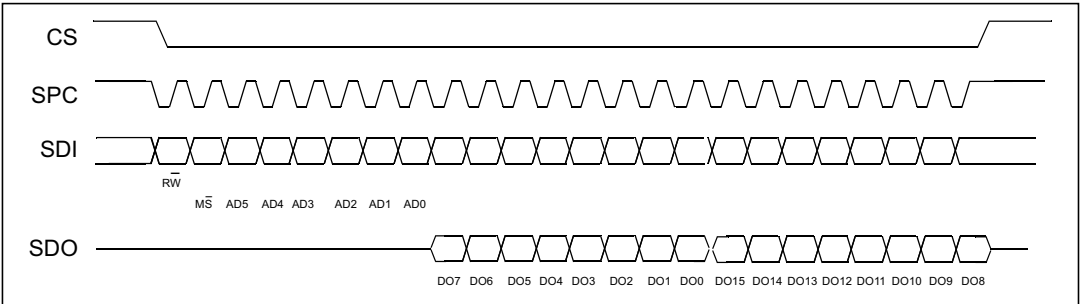 CS
SPC
SDI
RW̅
MS̅ AD5 AD4 AD3 AD2 AD1 AD0
SDO
DO7 DO6 DO5 DO4 DO3 DO2 DO1 DO0 DO15 DO14 DO13 DO12 DO11 DO10 DO9 DO8